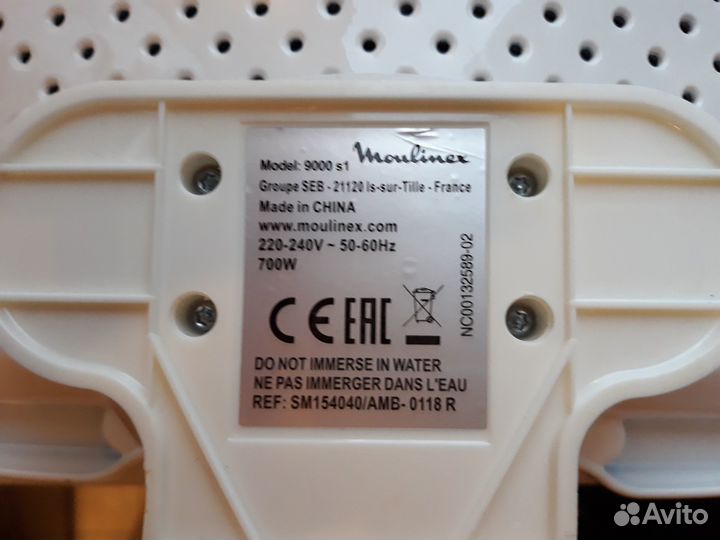 Moulinex
Model: 9000 s1
Groupe SEB - 21120 Is-sur-Tille - France
Made in CHINA
www.moulinex.com
220-240V ~ 50-60Hz
700W
NC00132589-02
CE EAC
DO NOT IMMERSE IN WATER
NE PAS IMMERGER DANS L'EAU
REF: SM154040/AMB- 0118 R
Avito